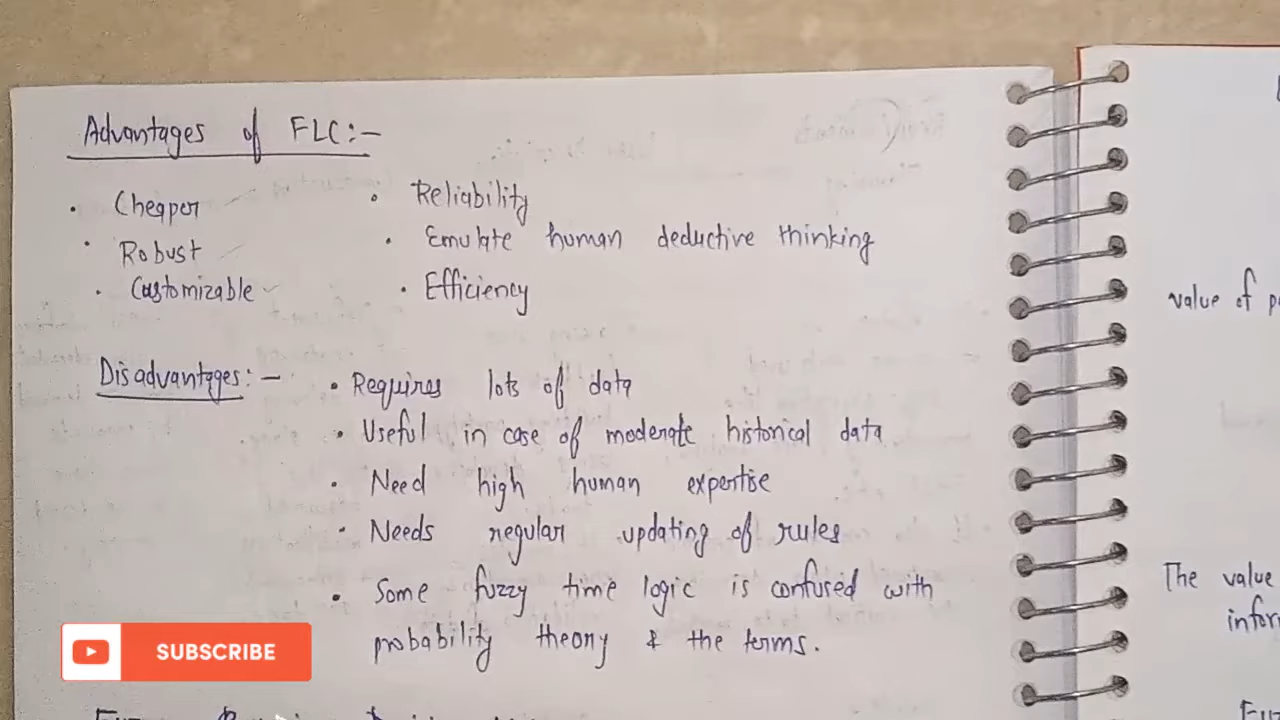 Advantages of FLC:-
• Cheaper
• Robust
• Customizable
• Reliability
• Emulate human deductive thinking
• Efficiency
Disadvantages:- • Requires lots of data
• Useful in case of moderate historical data
• Need high human expertise
• Needs regular updating of rules
• Some fuzzy time logic is confused with
probability theory & the terms.
SUBSCRIBE
value of
The value